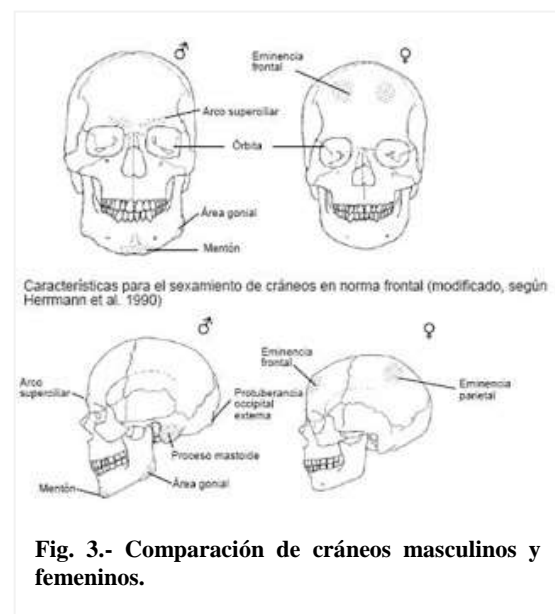 ♂
♀
Eminencia
frontal
Arco superciliar
Órbita
Área gonial
Mentón
Características para el sexamiento de cráneos en norma frontal (modificado, según
Herrmann et al. 1990)
♂
♀
Eminencia
frontal
Arco
superciliar
Protuberancia
occipital
externa
Eminencia
parietal
Proceso mastoide
Mentón
Área gonial
Fig. 3.- Comparación de cráneos masculinos y
femeninos.